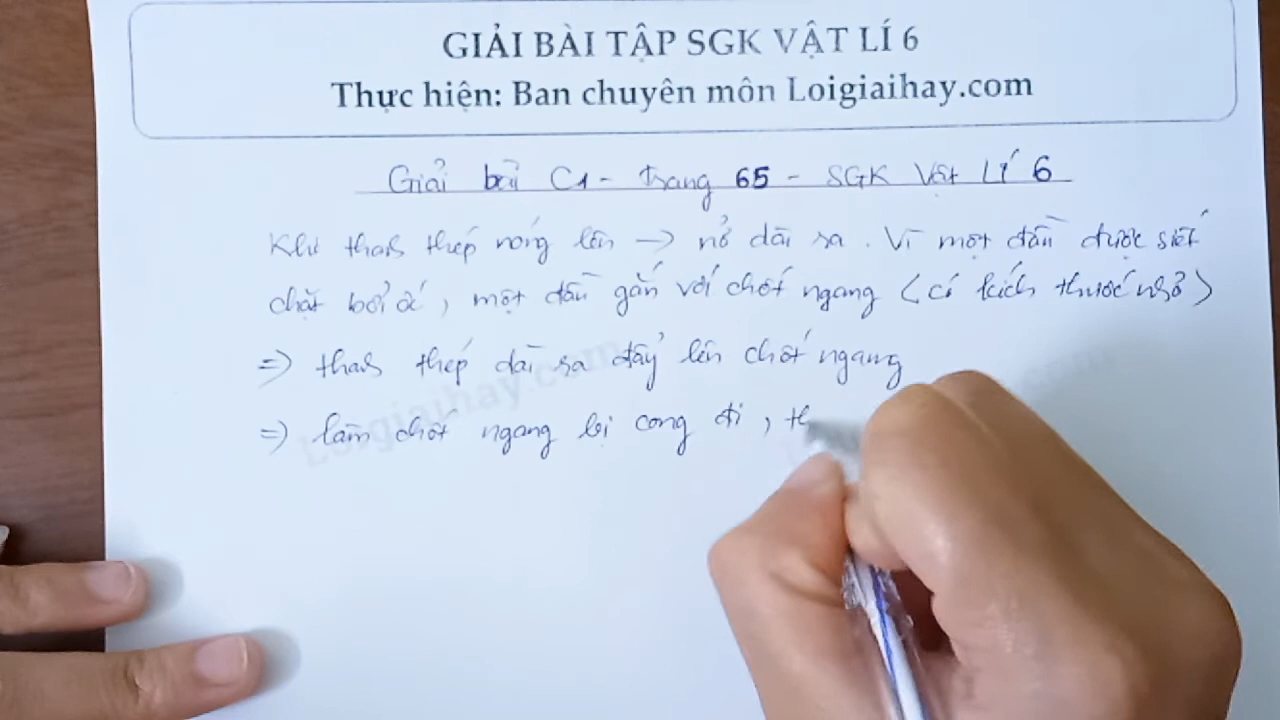 GIẢI BÀI TẬP SGK VẬT LÍ 6
Thực hiện: Ban chuyên môn Loigiaihay.com
Giải bài C1 - trang 65 - SGK Vật Lí 6
Khi thanh thép nóng lên → nở dài ra. Vì một đầu được siết
chặt bởi ốc, một đầu gắn với chốt ngang (có kích thước nhỏ)
=> thanh thép dài ra đẩy lên chốt ngang
=> làm chốt ngang bị cong đi, th
Loigiaihay.com